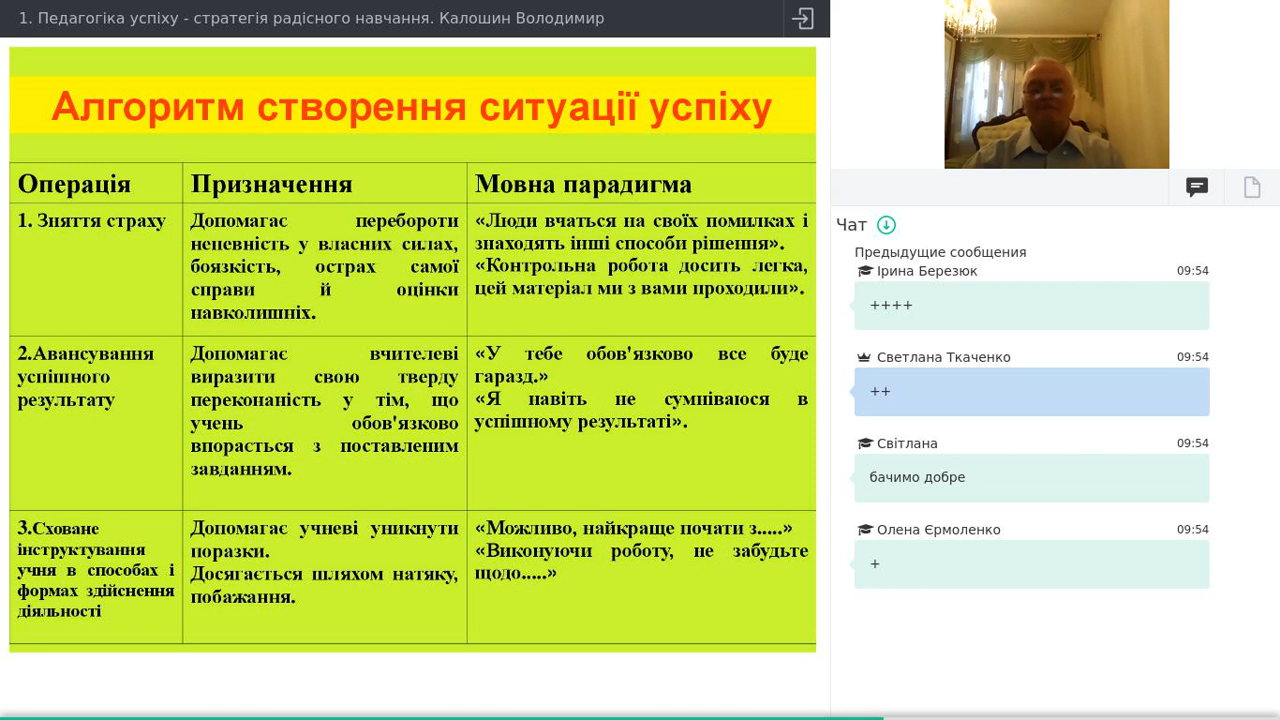 1. Педагогіка успіху - стратегія радісного навчання. Калошин Володимир
Алгоритм створення ситуації успіху
Операція
Призначення
Мовна парадигма
1. Зняття страху
Допомагає перебороти
непевність у власних силах,
боязкість, острах самої
справи й оцінки
навколишніх.
«Люди вчаться на своїх помилках і
знаходять інші способи рішення».
«Контрольна робота досить легка,
цей матеріал ми з вами проходили».
2.Авансування
успішного
результату
Допомагає вчителеві
виразити свою тверду
переконаність у тім, що
учень обов'язково
впорається з поставленим
завданням.
«У тебе обов'язково все буде
гаразд.»
«Я навіть не сумніваюся в
успішному результаті».
3.Сховане
інструктування
учня в способах і
формах здійснення
діяльності
Допомагає учневі уникнути
поразки.
Досягається шляхом натяку,
побажання.
«Можливо, найкраще почати з.....»
«Виконуючи роботу, не забудьте
щодо.....»
Чат
Предыдущие сообщения
Ірина Березюк 09:54
++++
Светлана Ткаченко 09:54
++
Світлана 09:54
бачимо добре
Олена Єрмоленко 09:54
+